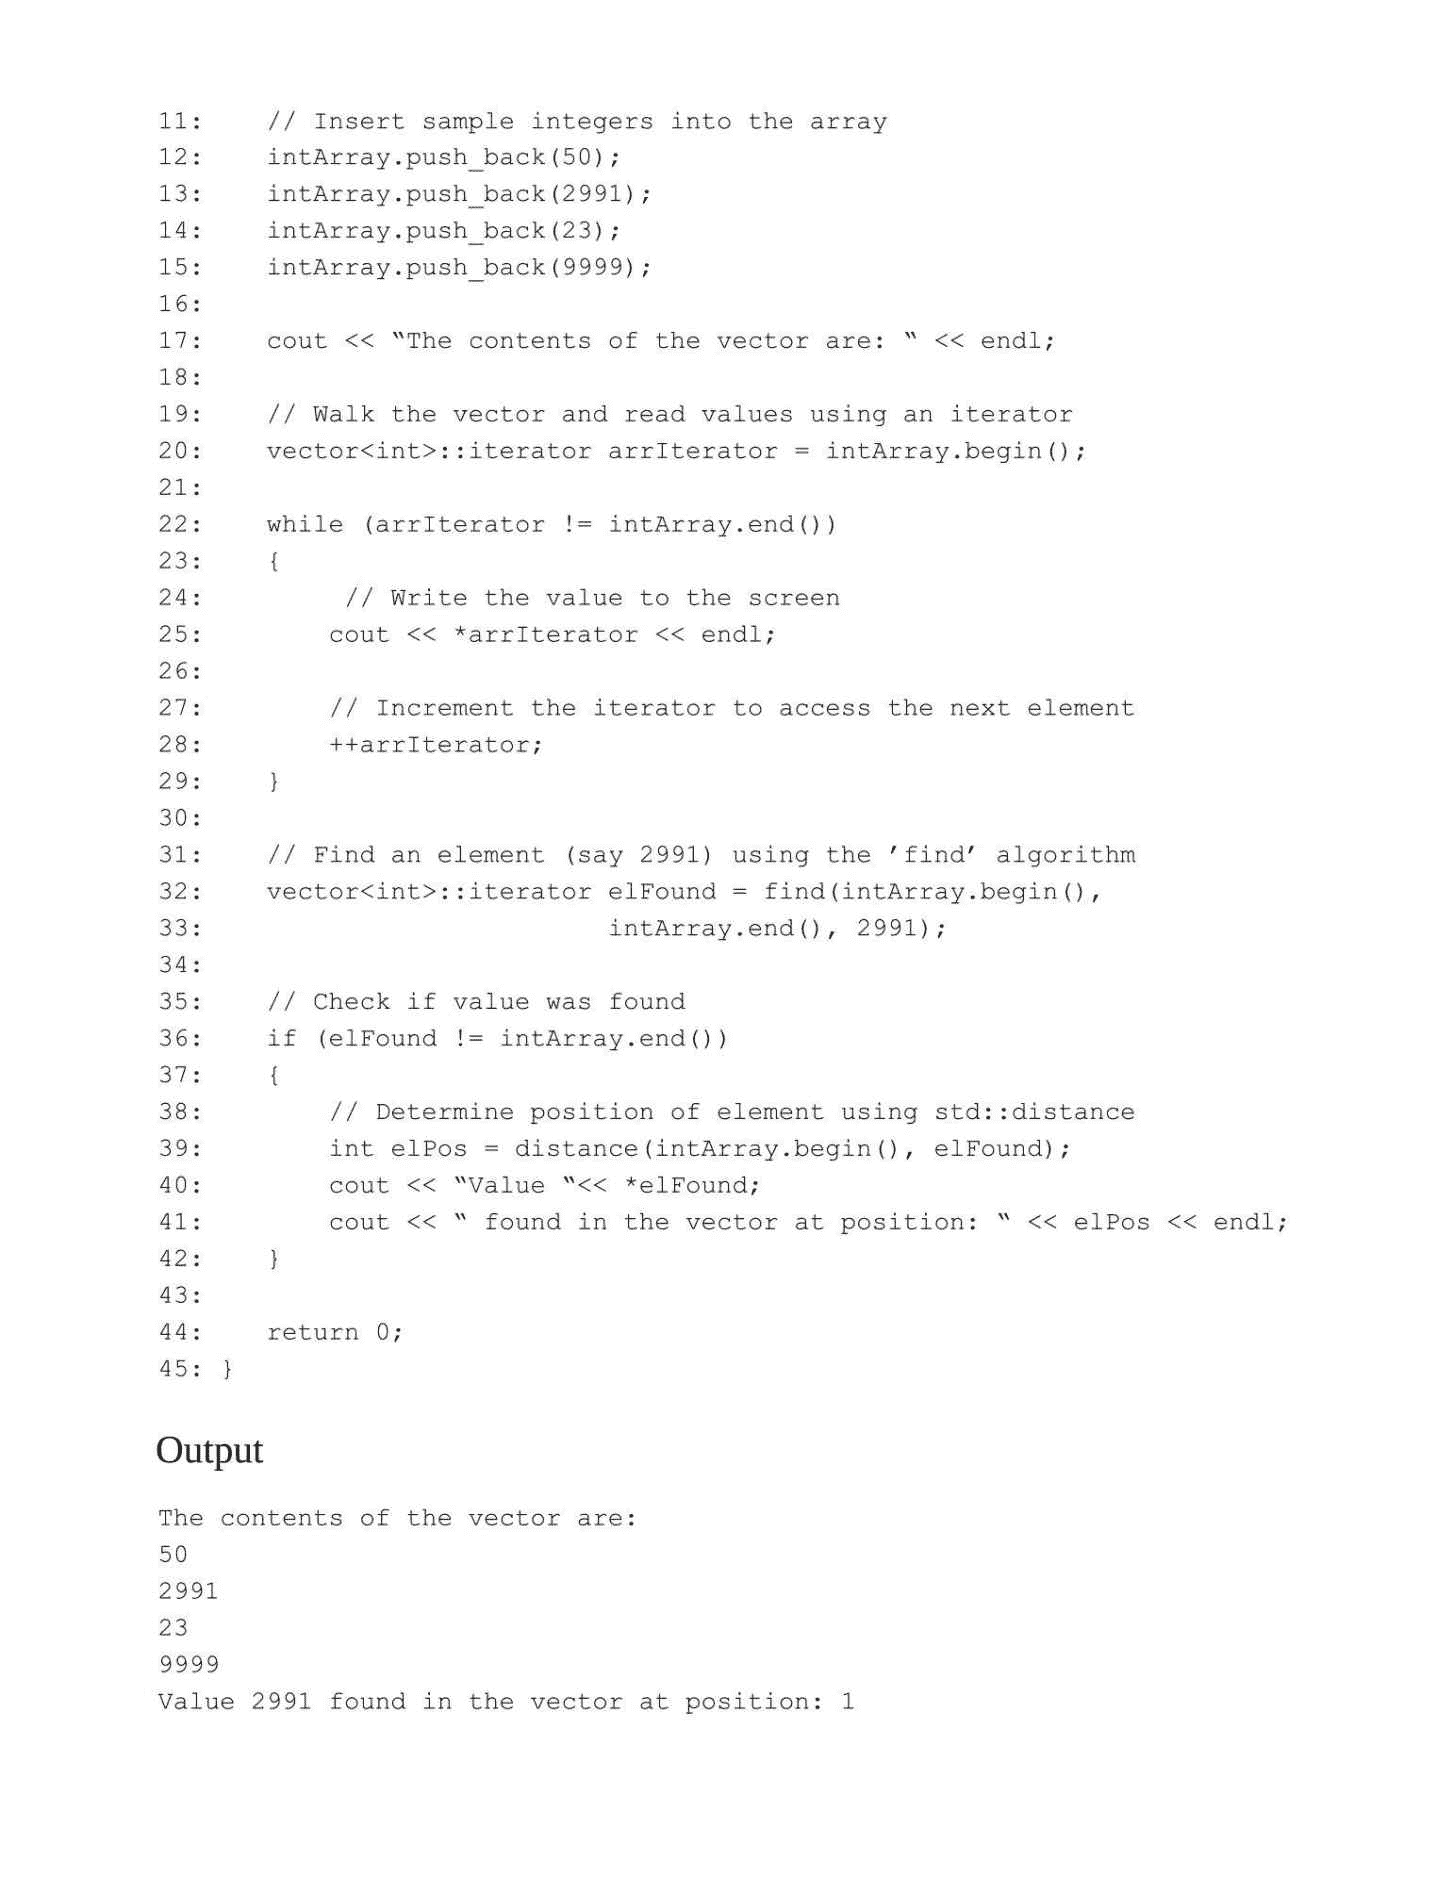 11:    // Insert sample integers into the array
12:    intArray.push_back(50);
13:    intArray.push_back(2991);
14:    intArray.push_back(23);
15:    intArray.push_back(9999);
16:
17:    cout << “The contents of the vector are: “ << endl;
18:
19:    // Walk the vector and read values using an iterator
20:    vector<int>::iterator arrIterator = intArray.begin();
21:
22:    while (arrIterator != intArray.end())
23:    {
24:         // Write the value to the screen
25:        cout << *arrIterator << endl;
26:
27:        // Increment the iterator to access the next element
28:        ++arrIterator;
29:    }
30:
31:    // Find an element (say 2991) using the ’find’ algorithm
32:    vector<int>::iterator elFound = find(intArray.begin(),
33:                          intArray.end(), 2991);
34:
35:    // Check if value was found
36:    if (elFound != intArray.end())
37:    {
38:        // Determine position of element using std::distance
39:        int elPos = distance(intArray.begin(), elFound);
40:        cout << “Value “<< *elFound;
41:        cout << “ found in the vector at position: “ << elPos << endl;
42:    }
43:
44:    return 0;
45: }
Output
The contents of the vector are:
50
2991
23
9999
Value 2991 found in the vector at position: 1